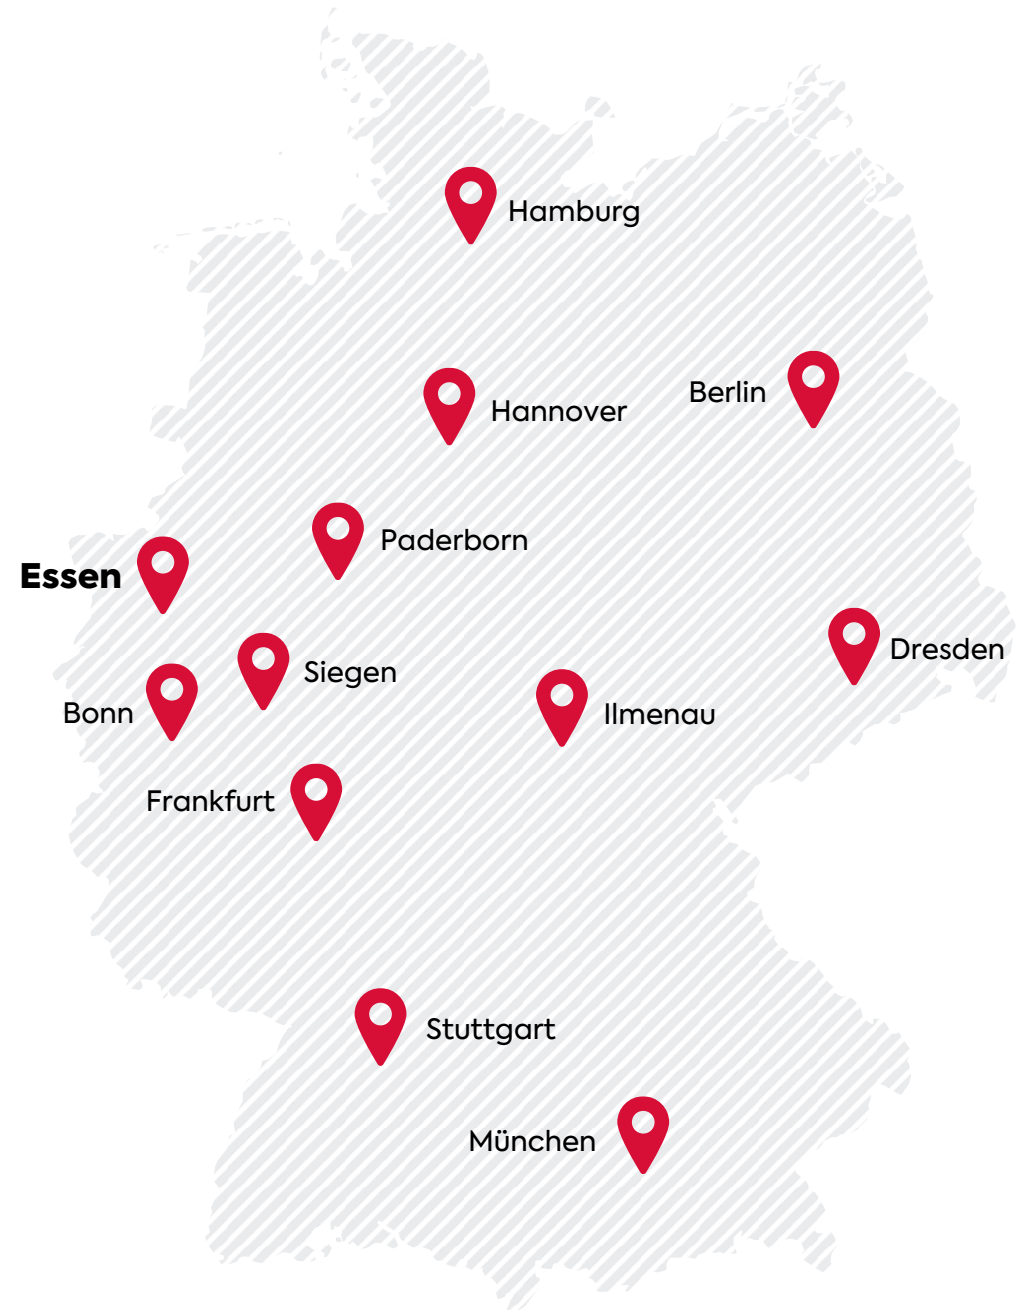 Hamburg
Berlin
Hannover
Paderborn
Essen
Dresden
Siegen
Bonn
Ilmenau
Frankfurt
Stuttgart
München